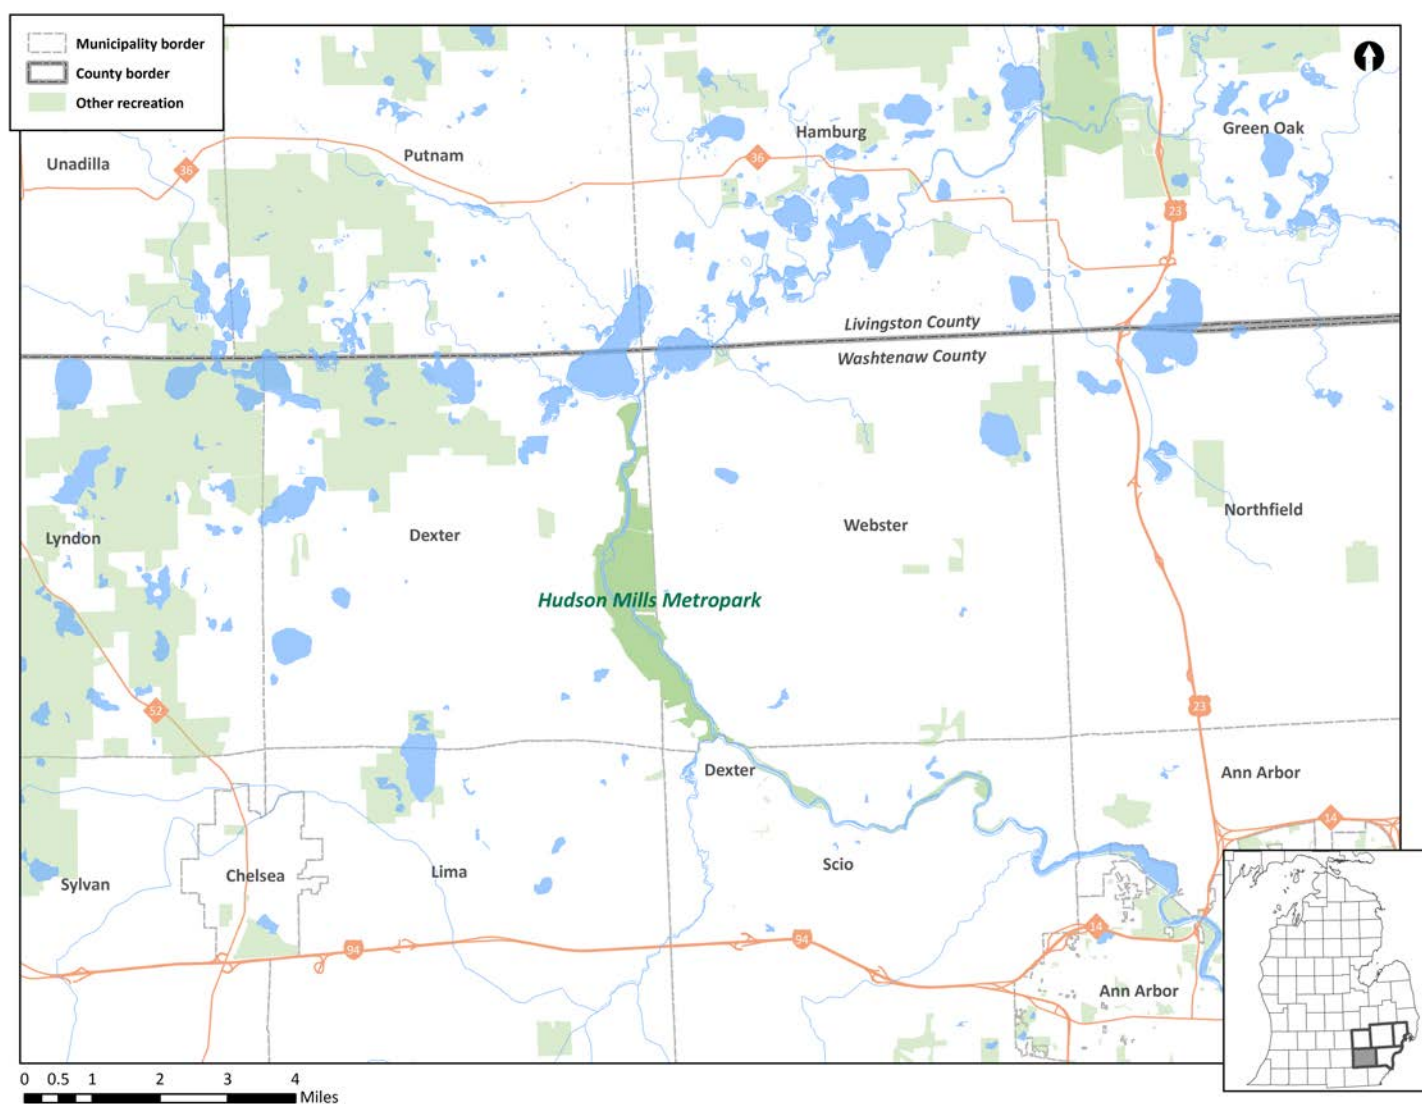 Municipality border
County border
Other recreation
Hamburg
Green Oak
Unadilla
36
Putnam
36
23
Livingston County
Washtenaw County
Lyndon
Dexter
Webster
Northfield
Hudson Mills Metropark
52
23
Dexter
Ann Arbor
14
Sylvan
Chelsea
Lima
Scio
94
94
14
Ann Arbor
0 0.5 1 2 3 4
Miles